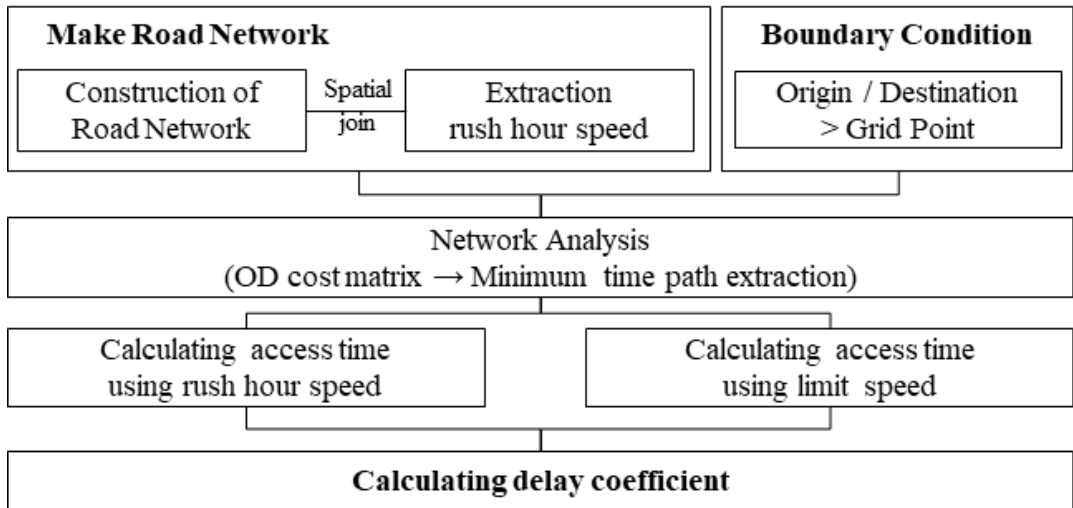 Make Road Network
Construction of
Road Network
Spatial
join
Extraction
rush hour speed
Boundary Condition
Origin / Destination
> Grid Point
Network Analysis
(OD cost matrix → Minimum time path extraction)
Calculating access time
using rush hour speed
Calculating access time
using limit speed
Calculating delay coefficient